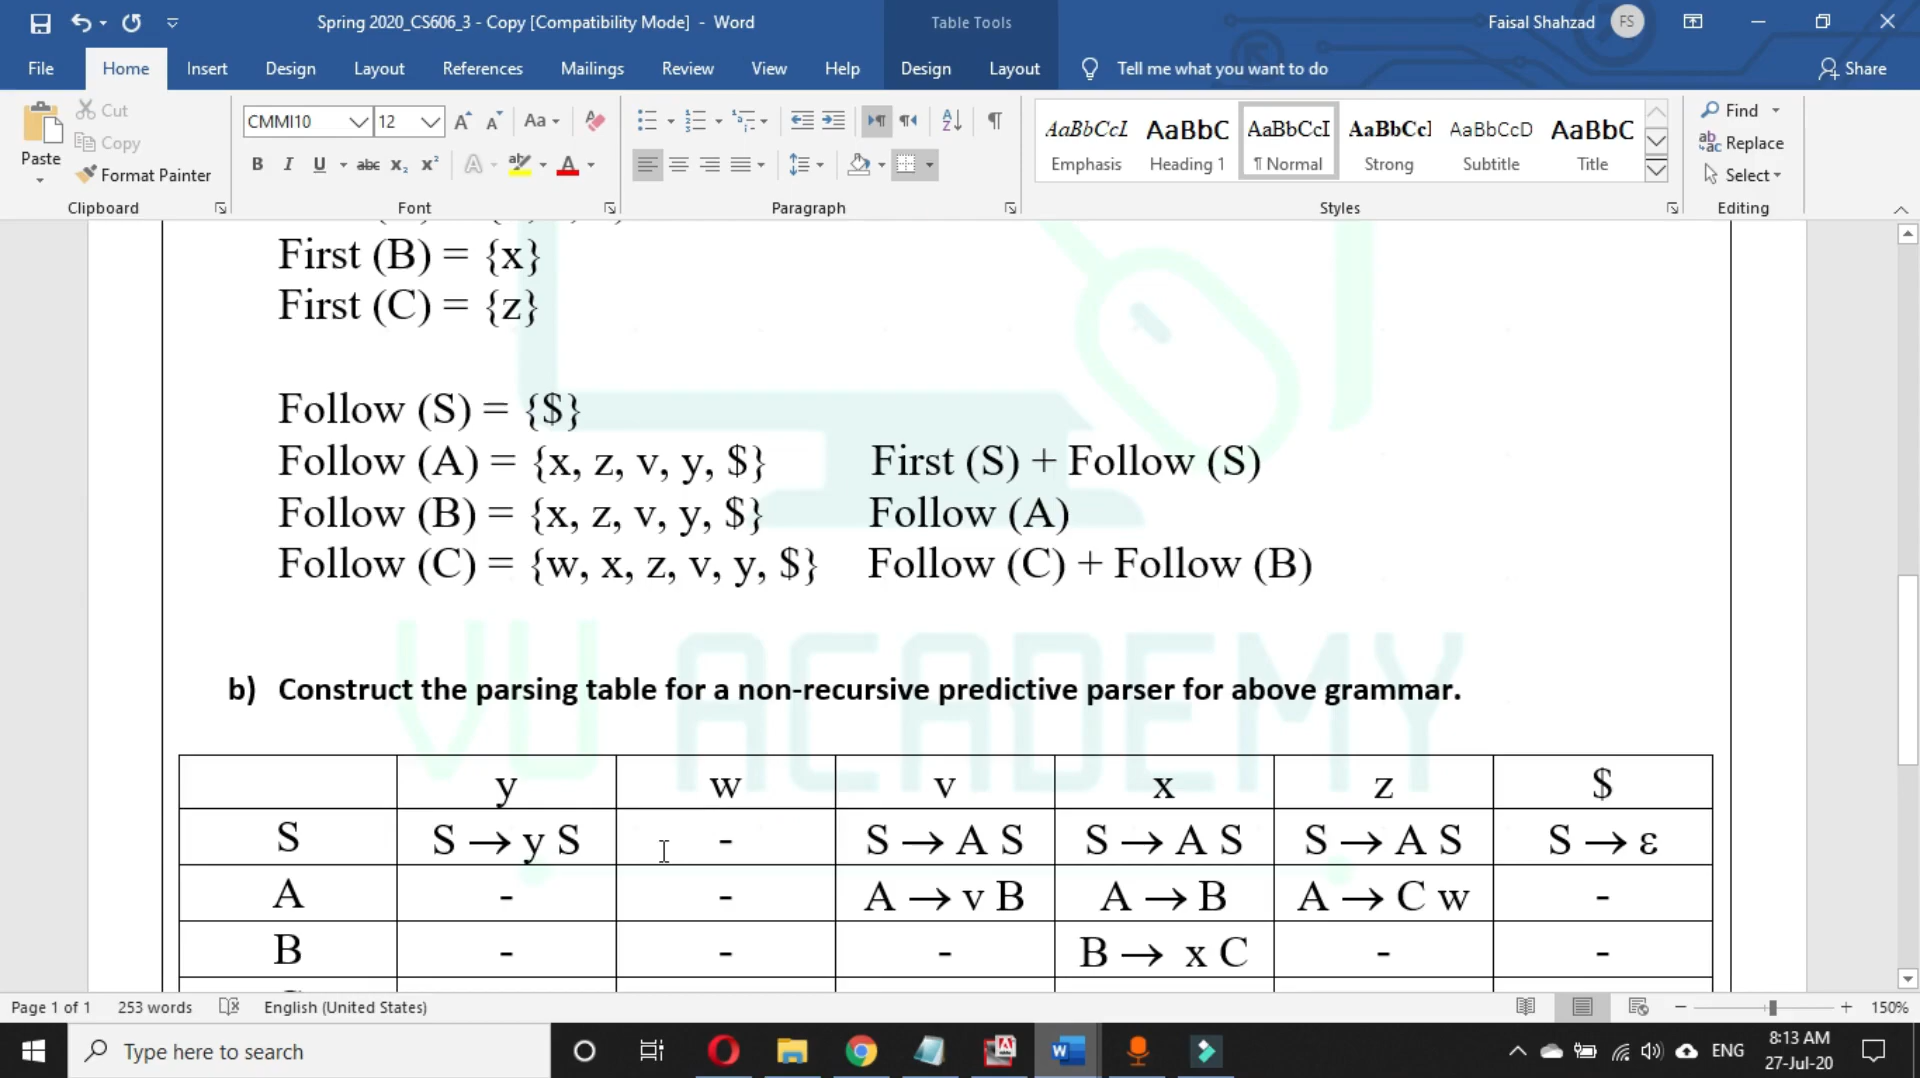 Spring 2020_CS606_3 - Copy [Compatibility Mode] - Word
Table Tools
Faisal Shahzad
FS
File
Home
Insert
Design
Layout
References
Mailings
Review
View
Help
Design
Layout
Tell me what you want to do
Share
Paste
Cut
Copy
Format Painter
Clipboard
CMMI10
12
Font
Paragraph
AaBbCcI
Emphasis
AaBbC
Heading 1
AaBbCcI
¶ Normal
AaBbCcl
Strong
AaBbCcD
Subtitle
AaBbC
Title
Styles
Find
Replace
Select
Editing
First (B) = {x}
First (C) = {z}
Follow (S) = {$}
Follow (A) = {x, z, v, y, $} First (S) + Follow (S)
Follow (B) = {x, z, v, y, $} Follow (A)
Follow (C) = {w, x, z, v, y, $} Follow (C) + Follow (B)
VU ACADEMY
b) Construct the parsing table for a non-recursive predictive parser for above grammar.
y w v x z $
S S → y S - S → A S S → A S S → A S S → ε
A - - A → v B A → B A → C w -
B - - - B → x C - -
Page 1 of 1
253 words
English (United States)
150%
Type here to search
ENG
8:13 AM
27-Jul-20